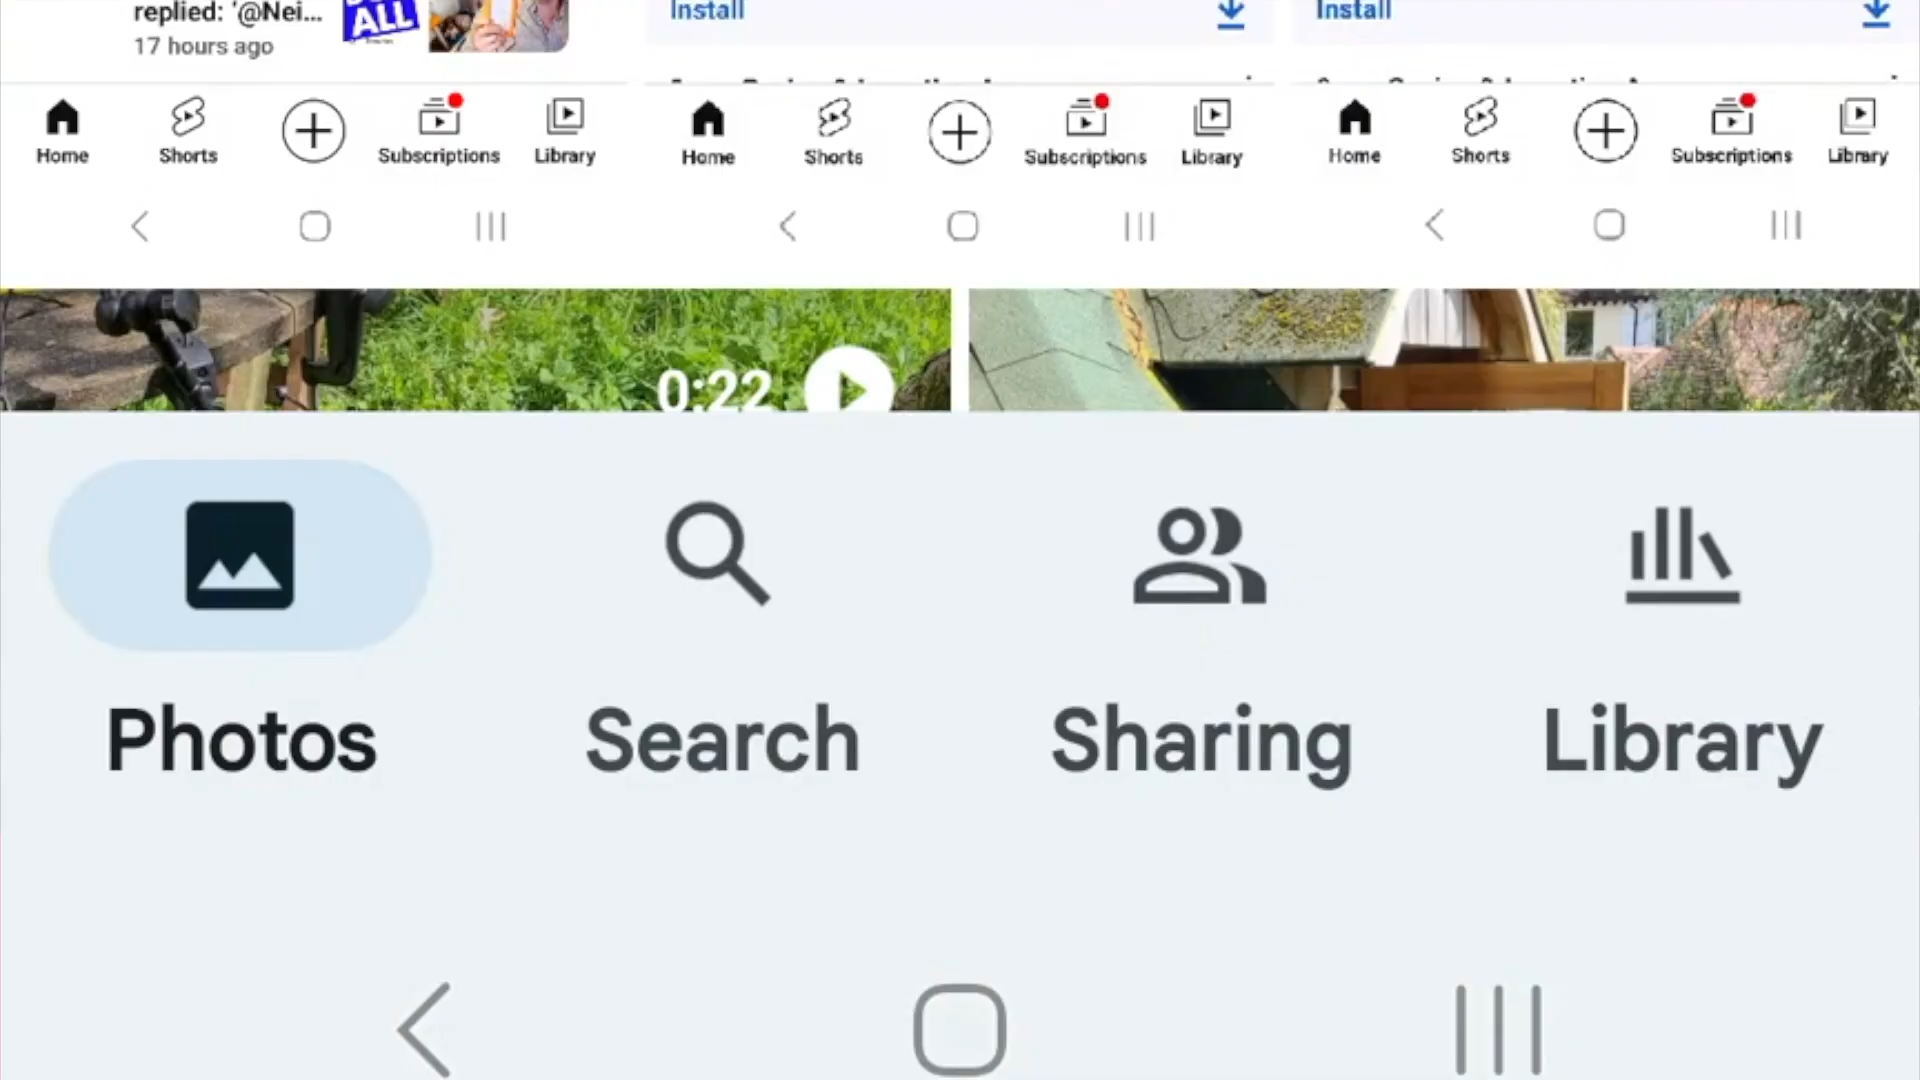 replied: '@Nei...
17 hours ago
ALL
Install
Install
Home
Shorts
Subscriptions
Library
Home
Shorts
Subscriptions
Library
Home
Shorts
Subscriptions
Library
0:22
Photos
Search
Sharing
Library